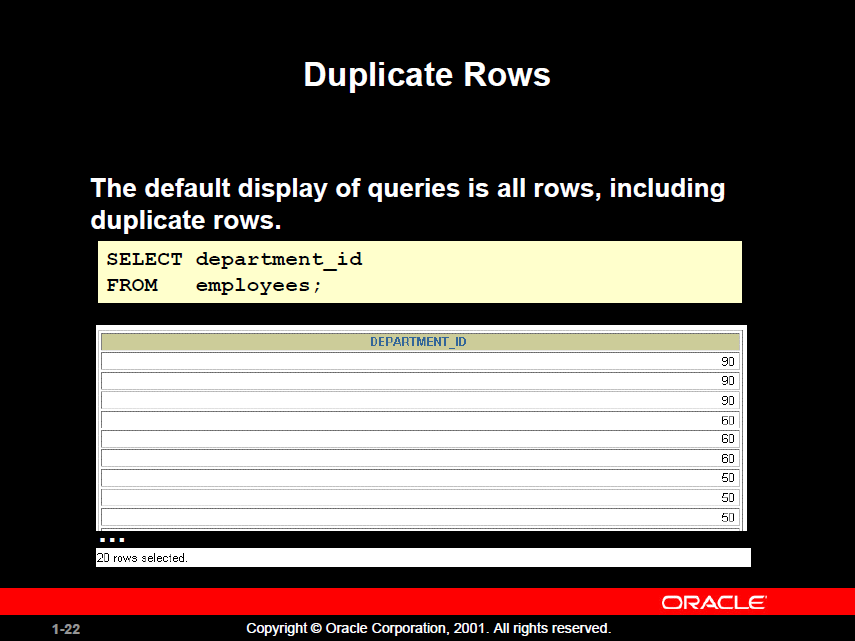 Duplicate Rows
The default display of queries is all rows, including
duplicate rows.
SELECT department_id
FROM   employees;
DEPARTMENT_ID
90
90
90
60
60
60
50
50
50
...
20 rows selected.
ORACLE
1-22
Copyright © Oracle Corporation, 2001. All rights reserved.